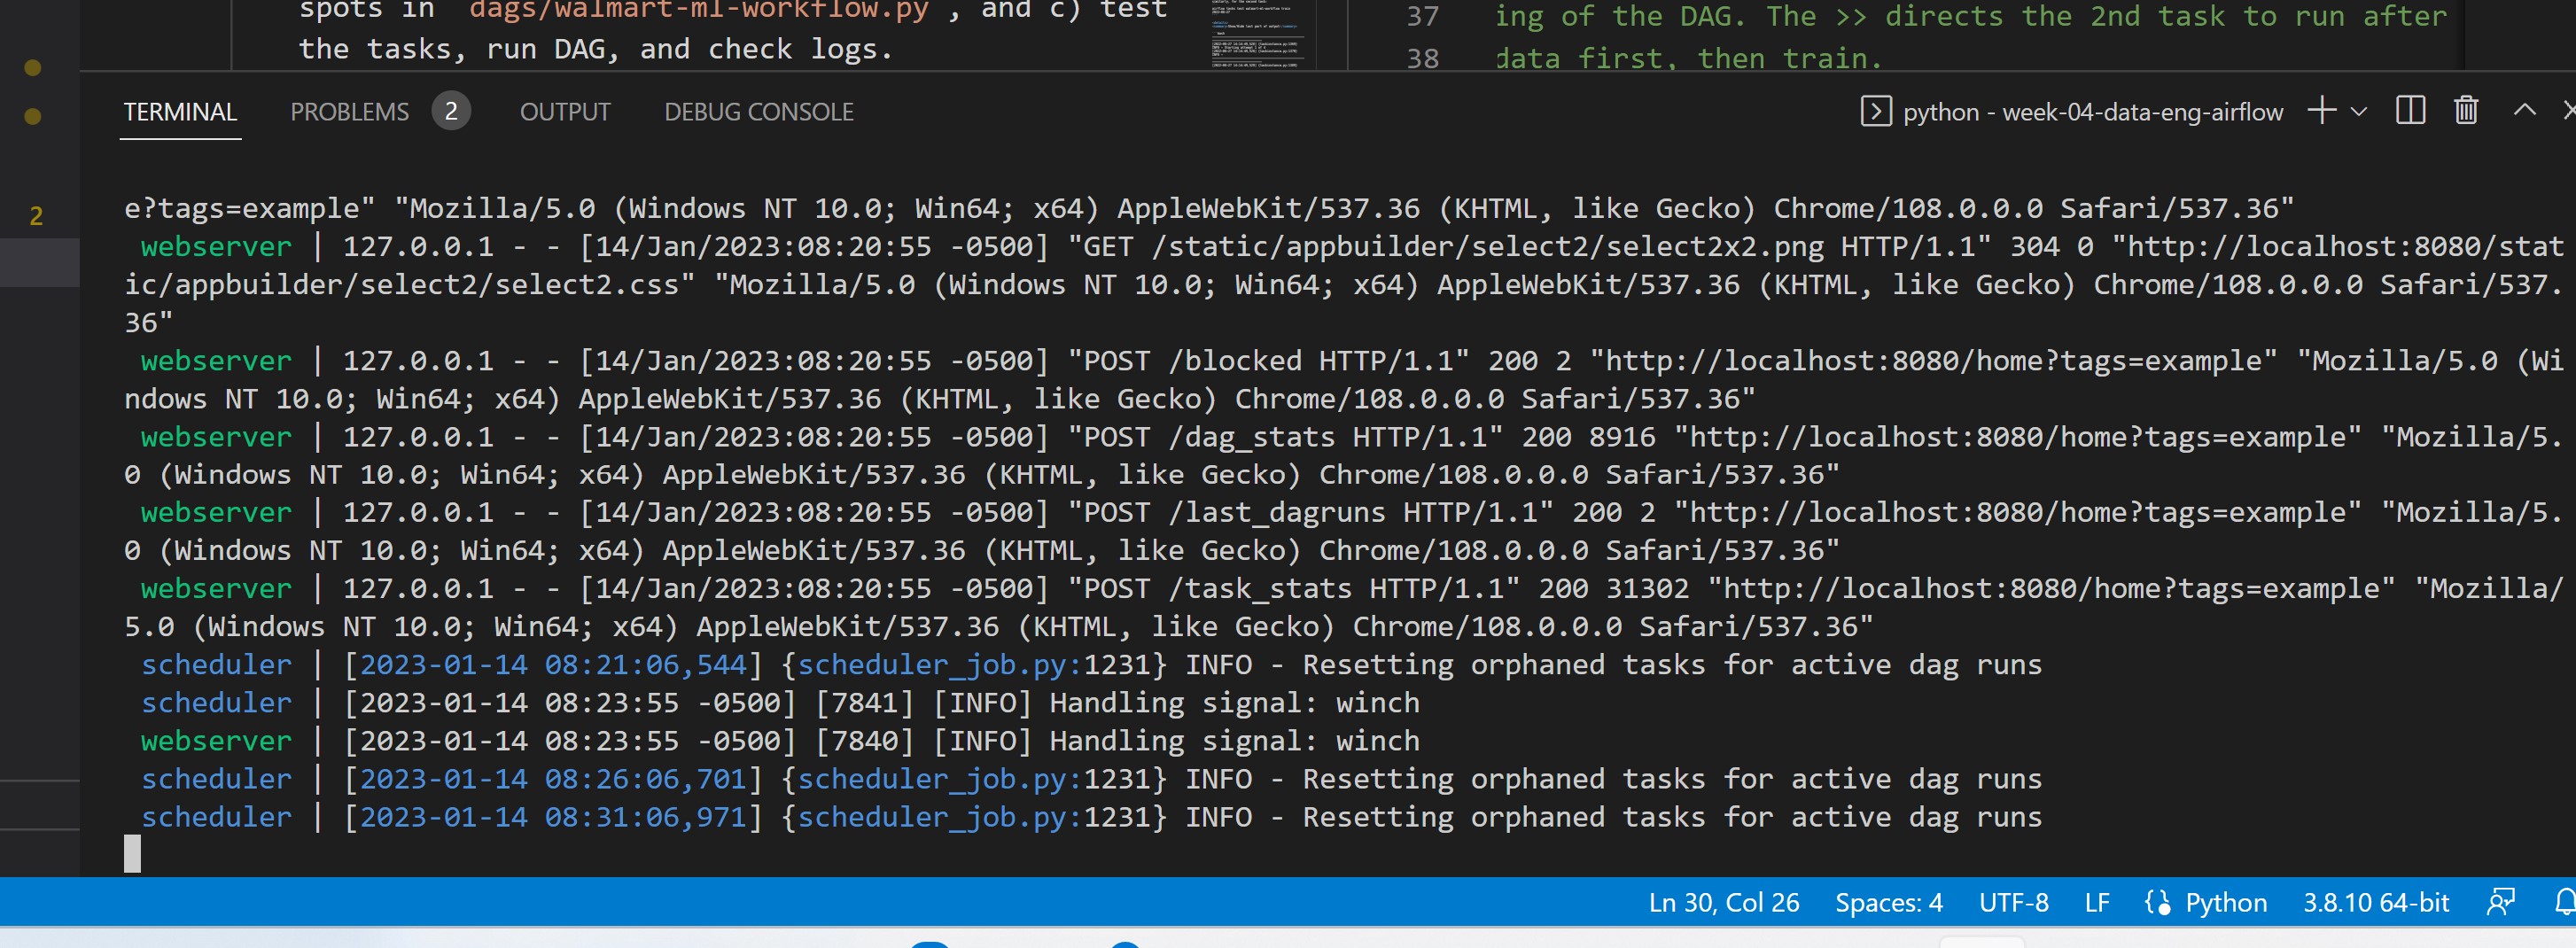 spots in `dags/walmart-ml-workflow.py`, and c) test
the tasks, run DAG, and check logs.
37 ing of the DAG. The >> directs the 2nd task to run after
38 data first, then train.
TERMINAL PROBLEMS 2 OUTPUT DEBUG CONSOLE python - week-04-data-eng-airflow
2
e?tags=example" "Mozilla/5.0 (Windows NT 10.0; Win64; x64) AppleWebKit/537.36 (KHTML, like Gecko) Chrome/108.0.0.0 Safari/537.36"
webserver | 127.0.0.1 - - [14/Jan/2023:08:20:55 -0500] "GET /static/appbuilder/select2/select2x2.png HTTP/1.1" 304 0 "http://localhost:8080/stat
ic/appbuilder/select2/select2.css" "Mozilla/5.0 (Windows NT 10.0; Win64; x64) AppleWebKit/537.36 (KHTML, like Gecko) Chrome/108.0.0.0 Safari/537.
36"
webserver | 127.0.0.1 - - [14/Jan/2023:08:20:55 -0500] "POST /blocked HTTP/1.1" 200 2 "http://localhost:8080/home?tags=example" "Mozilla/5.0 (Wi
ndows NT 10.0; Win64; x64) AppleWebKit/537.36 (KHTML, like Gecko) Chrome/108.0.0.0 Safari/537.36"
webserver | 127.0.0.1 - - [14/Jan/2023:08:20:55 -0500] "POST /dag_stats HTTP/1.1" 200 8916 "http://localhost:8080/home?tags=example" "Mozilla/5.
0 (Windows NT 10.0; Win64; x64) AppleWebKit/537.36 (KHTML, like Gecko) Chrome/108.0.0.0 Safari/537.36"
webserver | 127.0.0.1 - - [14/Jan/2023:08:20:55 -0500] "POST /last_dagruns HTTP/1.1" 200 2 "http://localhost:8080/home?tags=example" "Mozilla/5.
0 (Windows NT 10.0; Win64; x64) AppleWebKit/537.36 (KHTML, like Gecko) Chrome/108.0.0.0 Safari/537.36"
webserver | 127.0.0.1 - - [14/Jan/2023:08:20:55 -0500] "POST /task_stats HTTP/1.1" 200 31302 "http://localhost:8080/home?tags=example" "Mozilla/
5.0 (Windows NT 10.0; Win64; x64) AppleWebKit/537.36 (KHTML, like Gecko) Chrome/108.0.0.0 Safari/537.36"
scheduler | [2023-01-14 08:21:06,544] {scheduler_job.py:1231} INFO - Resetting orphaned tasks for active dag runs
scheduler | [2023-01-14 08:23:55 -0500] [7841] [INFO] Handling signal: winch
webserver | [2023-01-14 08:23:55 -0500] [7840] [INFO] Handling signal: winch
scheduler | [2023-01-14 08:26:06,701] {scheduler_job.py:1231} INFO - Resetting orphaned tasks for active dag runs
scheduler | [2023-01-14 08:31:06,971] {scheduler_job.py:1231} INFO - Resetting orphaned tasks for active dag runs
Ln 30, Col 26 Spaces: 4 UTF-8 LF Python 3.8.10 64-bit